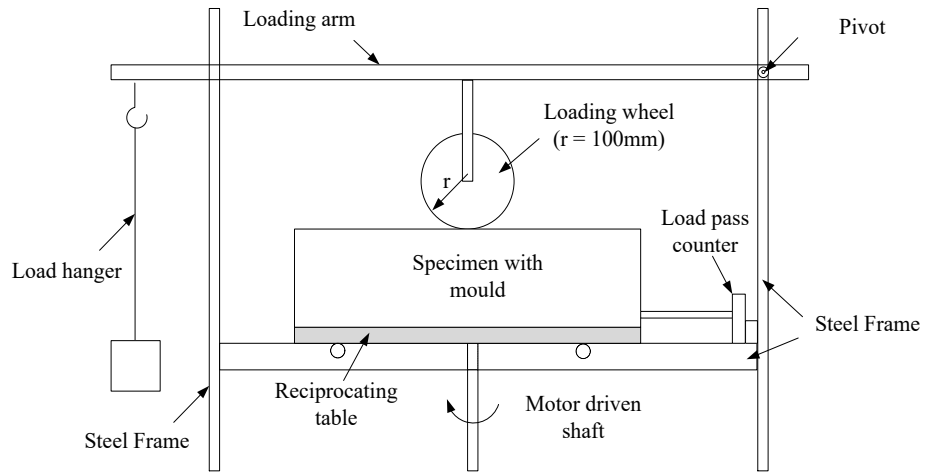 Loading arm
Pivot
Loading wheel
(r = 100mm)
r
Load pass
counter
Load hanger
Specimen with
mould
Steel Frame
Reciprocating
table
Motor driven
shaft
Steel Frame